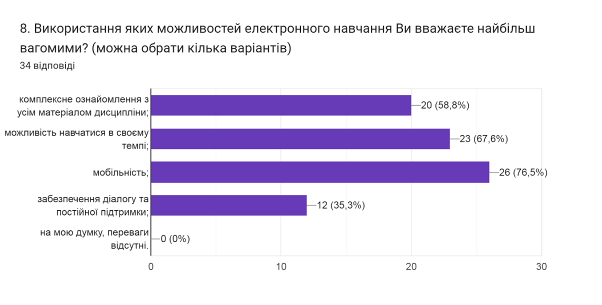 8. Використання яких можливостей електронного навчання Ви вважаєте найбільш
вагомими? (можна обрати кілька варіантів)
34 відповіді
комплексне ознайомлення з
усім матеріалом дисципліни;
20 (58,8%)
можливість навчатися в своєму
темпі;
23 (67,6%)
мобільність;
26 (76,5%)
забезпечення діалогу та
постійної підтримки;
12 (35,3%)
на мою думку, переваги
відсутні.
0 (0%)
0 10 20 30